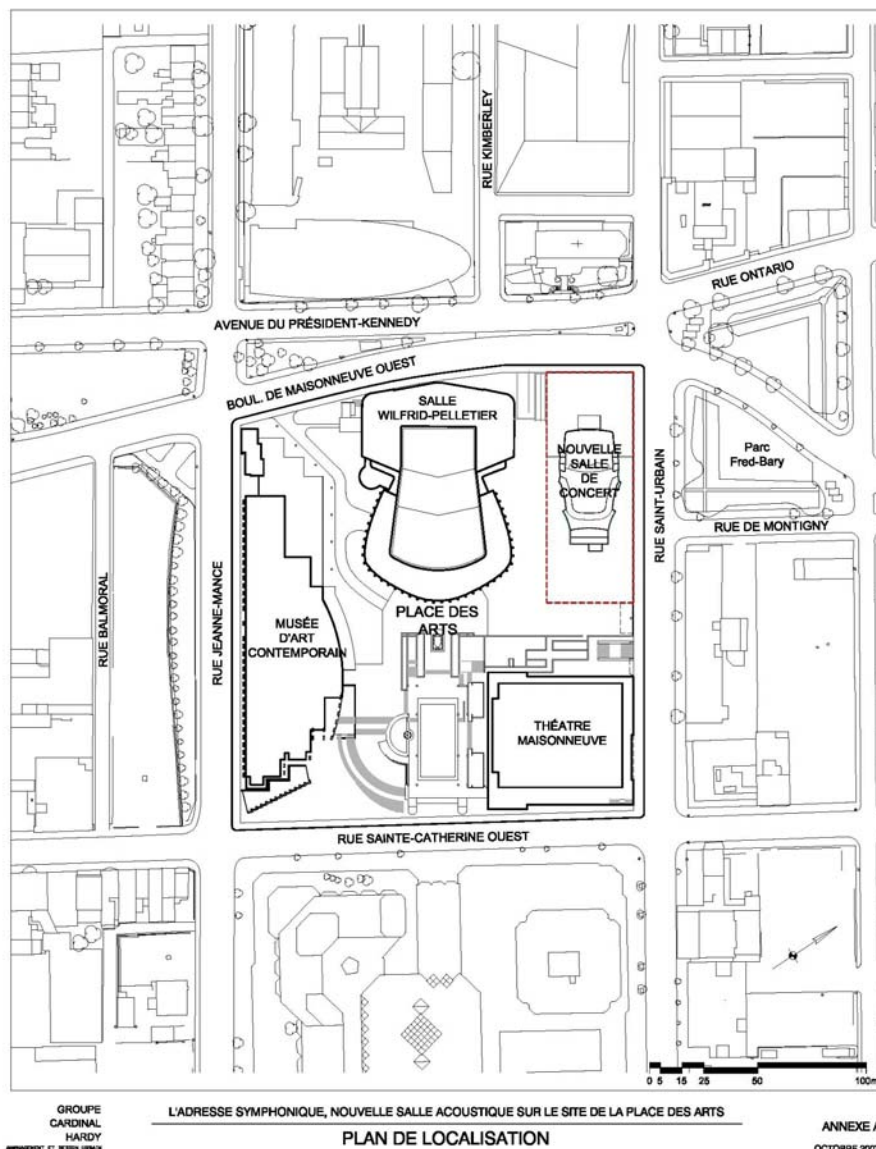 RUE KIMBERLEY
RUE ONTARIO
AVENUE DU PRÉSIDENT-KENNEDY
BOUL. DE MAISONNEUVE OUEST
SALLE
WILFRID-PELLETIER
NOUVELLE
SALLE
DE
CONCERT
RUE SAINT-URBAIN
Parc
Fred-Bary
RUE DE MONTIGNY
RUE BALMORAL
RUE JEANNE-MANCE
MUSÉE
D'ART
CONTEMPORAIN
PLACE DES
ARTS
THÉATRE
MAISONNEUVE
RUE SAINTE-CATHERINE OUEST
0 5 15 25 50 100m
GROUPE
CARDINAL
HARDY
L'ADRESSE SYMPHONIQUE, NOUVELLE SALLE ACOUSTIQUE SUR LE SITE DE LA PLACE DES ARTS
PLAN DE LOCALISATION
ANNEXE A
OCTOBRE